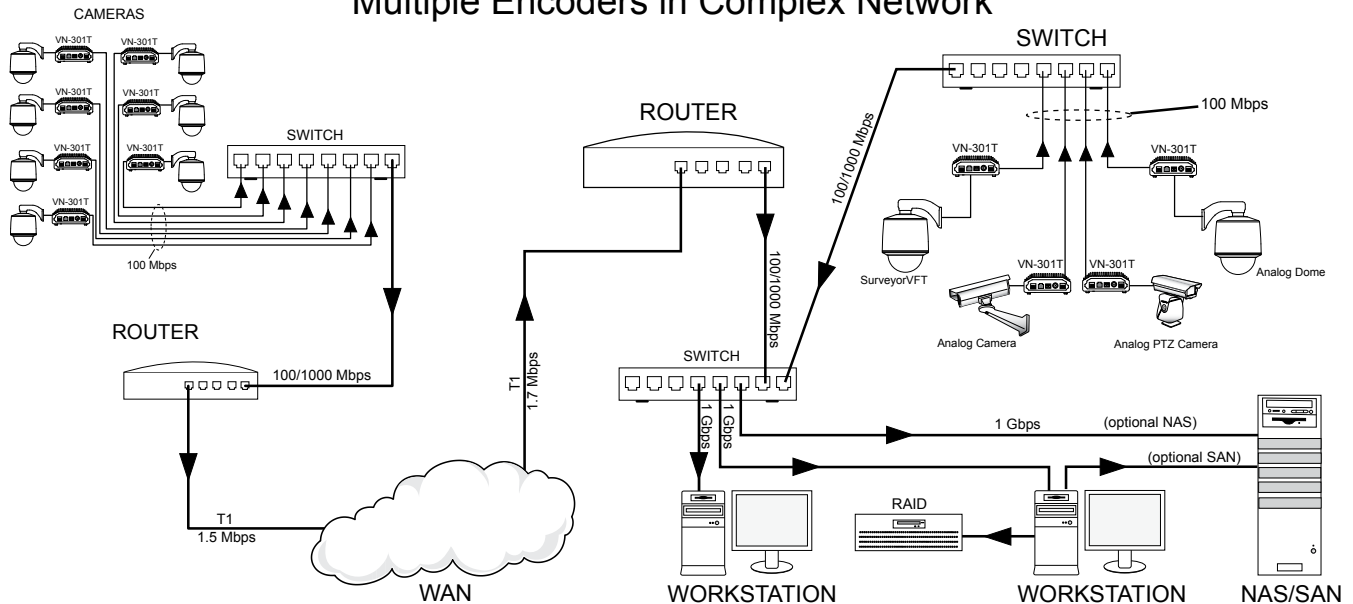 Multiple Encoders in Complex Network
CAMERAS
VN-301T
VN-301T
VN-301T
VN-301T
VN-301T
VN-301T
VN-301T
SWITCH
100 Mbps
ROUTER
100/1000 Mbps
T1
1.5 Mbps
WAN
T1
1.7 Mbps
ROUTER
100/1000 Mbps
SWITCH
100/1000 Mbps
SWITCH
100 Mbps
VN-301T
VN-301T
SurveyorVFT
VN-301T
VN-301T
Analog Dome
Analog Camera
Analog PTZ Camera
1 Gbps
1 Gbps
1 Gbps
(optional NAS)
(optional SAN)
RAID
WORKSTATION
WORKSTATION
NAS/SAN